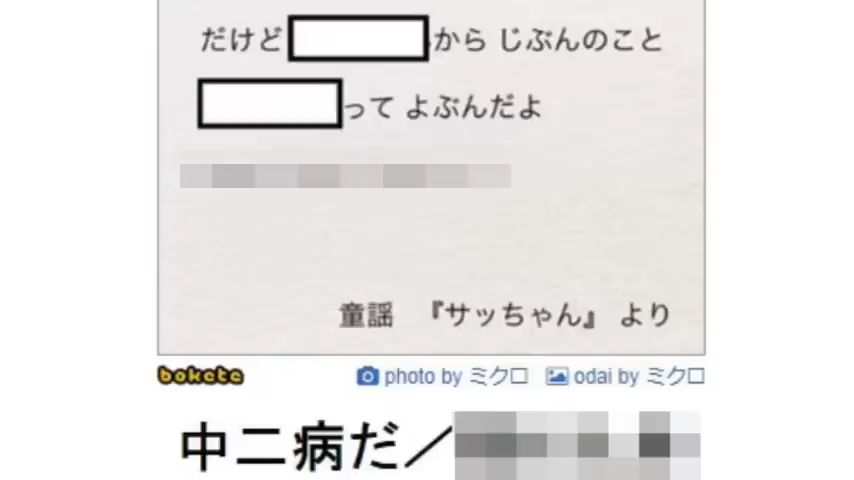 だけど から じぶんのこと
って よぶんだよ
童謡 『サッちゃん』 より
bokete photo by ミクロ odai by ミクロ
中二病だ／